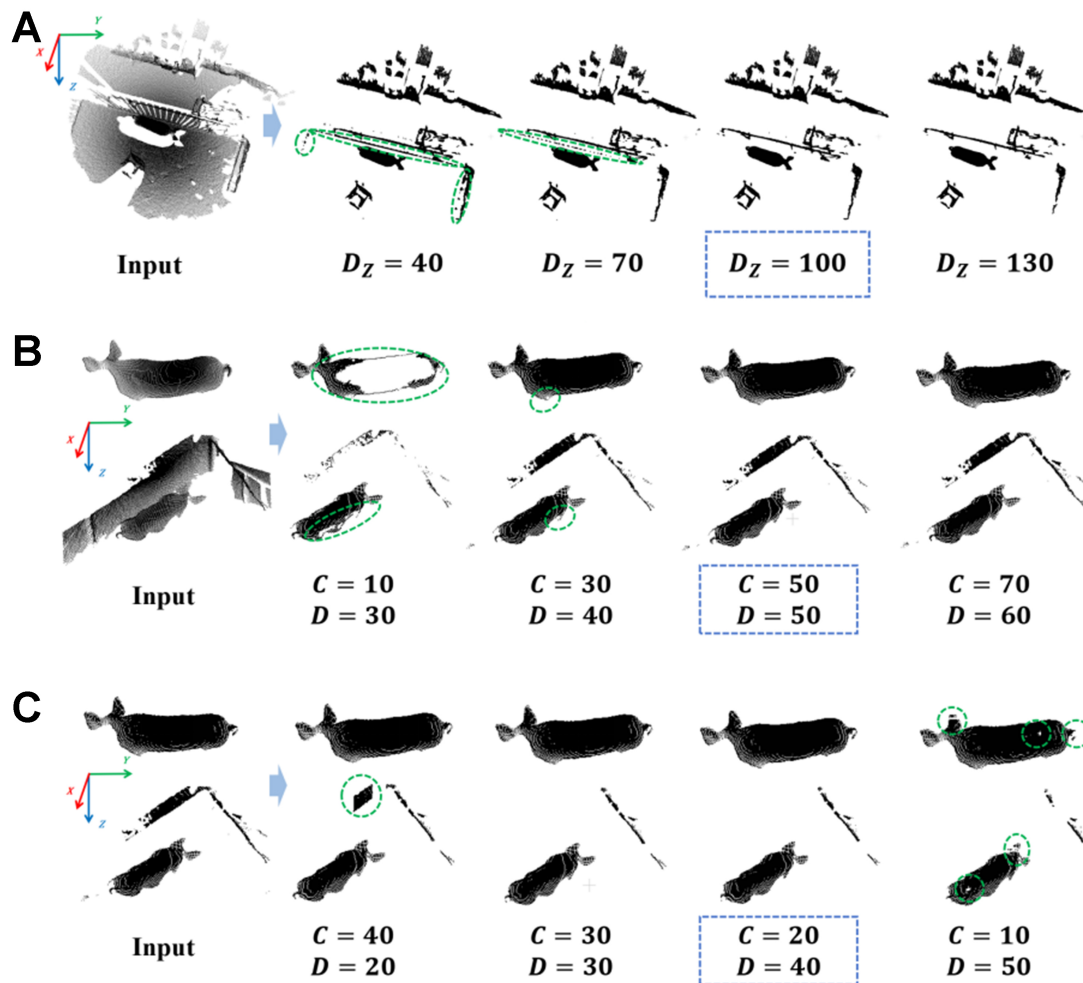 A
Y
X
Z
Input
D_Z = 40
D_Z = 70
D_Z = 100
D_Z = 130
B
Y
X
Z
Input
C = 10
D = 30
C = 30
D = 40
C = 50
D = 50
C = 70
D = 60
C
Y
X
Z
Input
C = 40
D = 20
C = 30
D = 30
C = 20
D = 40
C = 10
D = 50